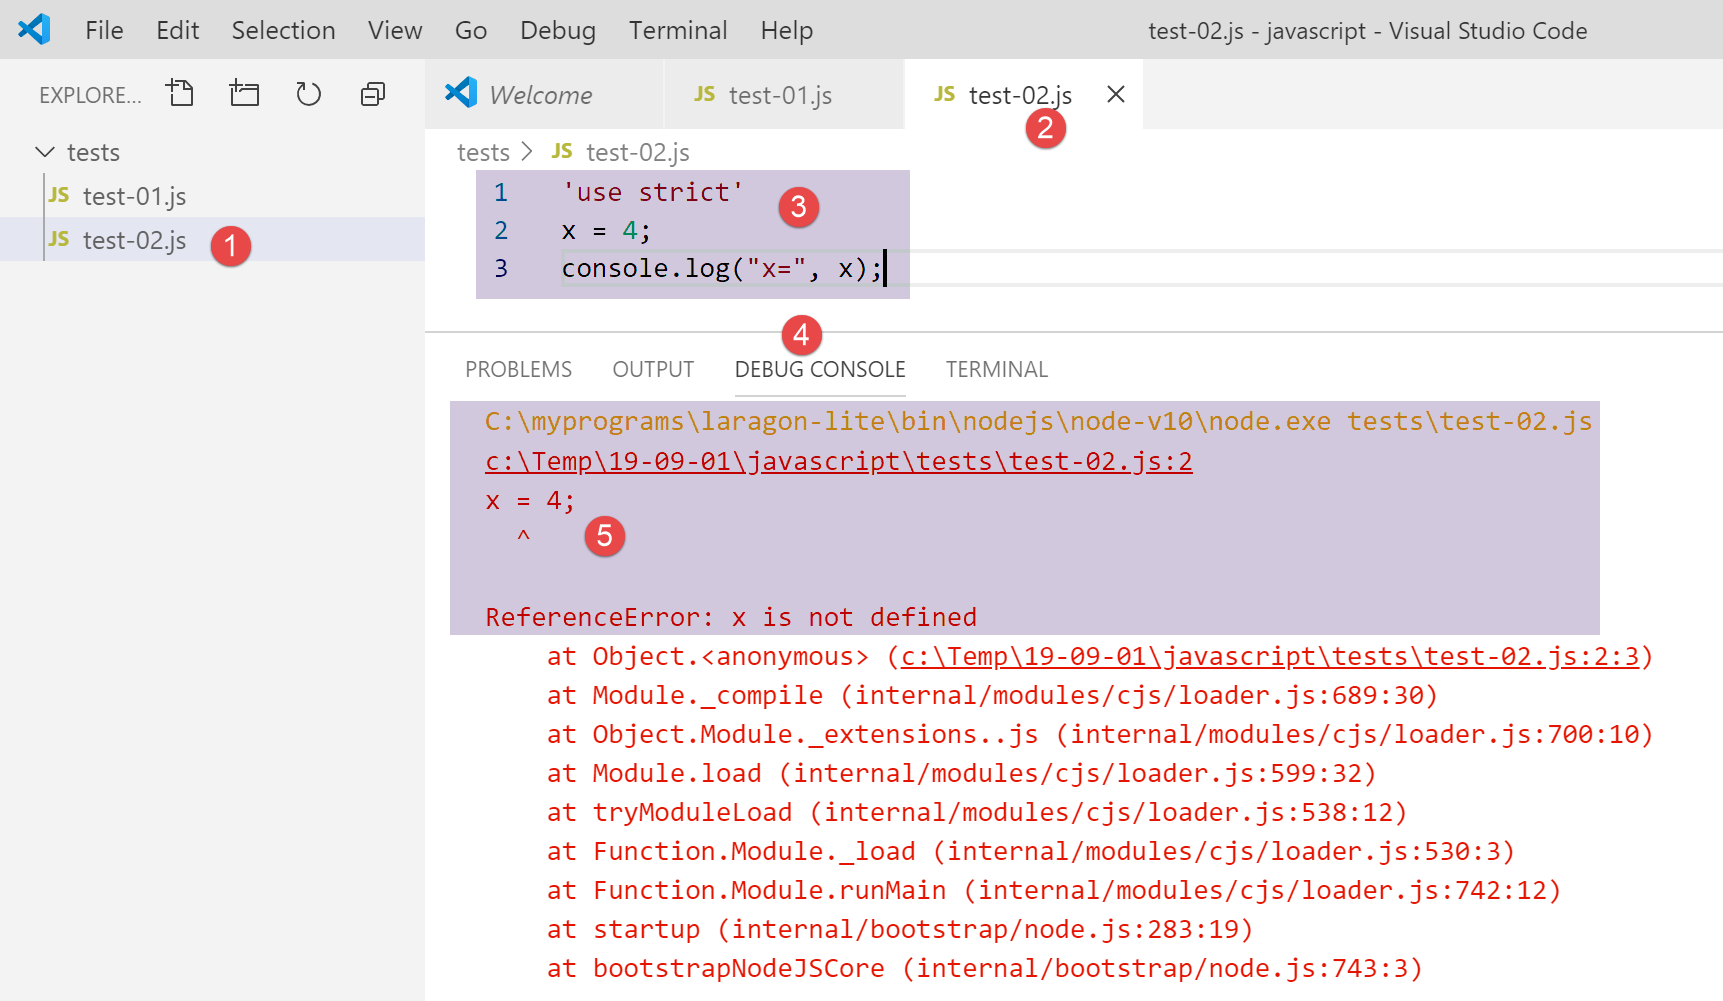 File Edit Selection View Go Debug Terminal Help test-02.js - javascript - Visual Studio Code
EXPLORE...
Welcome JS test-01.js JS test-02.js
2
tests
JS test-01.js
JS test-02.js
1
tests > JS test-02.js
1 'use strict'
3
2 x = 4;
3 console.log("x=", x);
4
PROBLEMS OUTPUT DEBUG CONSOLE TERMINAL
C:\myprograms\laragon-lite\bin\nodejs\node-v10\node.exe tests\test-02.js
c:\Temp\19-09-01\javascript\tests\test-02.js:2
x = 4;
^
5
ReferenceError: x is not defined
at Object.<anonymous> (c:\Temp\19-09-01\javascript\tests\test-02.js:2:3)
at Module._compile (internal/modules/cjs/loader.js:689:30)
at Object.Module._extensions..js (internal/modules/cjs/loader.js:700:10)
at Module.load (internal/modules/cjs/loader.js:599:32)
at tryModuleLoad (internal/modules/cjs/loader.js:538:12)
at Function.Module._load (internal/modules/cjs/loader.js:530:3)
at Function.Module.runMain (internal/modules/cjs/loader.js:742:12)
at startup (internal/bootstrap/node.js:283:19)
at bootstrapNodeJSCore (internal/bootstrap/node.js:743:3)